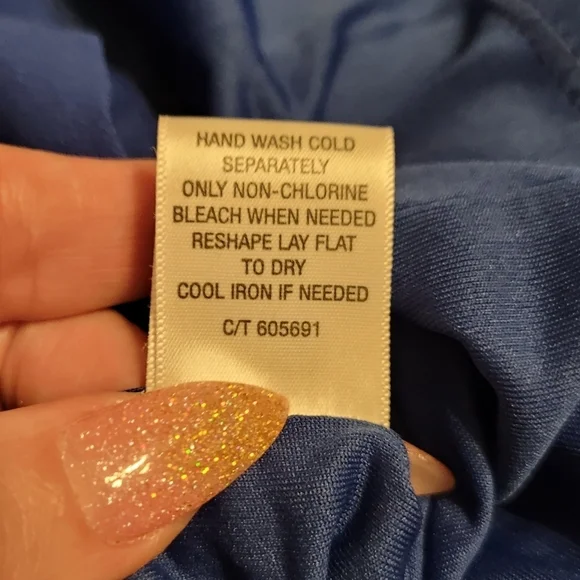 HAND WASH COLD
SEPARATELY
ONLY NON-CHLORINE
BLEACH WHEN NEEDED
RESHAPE LAY FLAT
TO DRY
COOL IRON IF NEEDED
C/T 605691